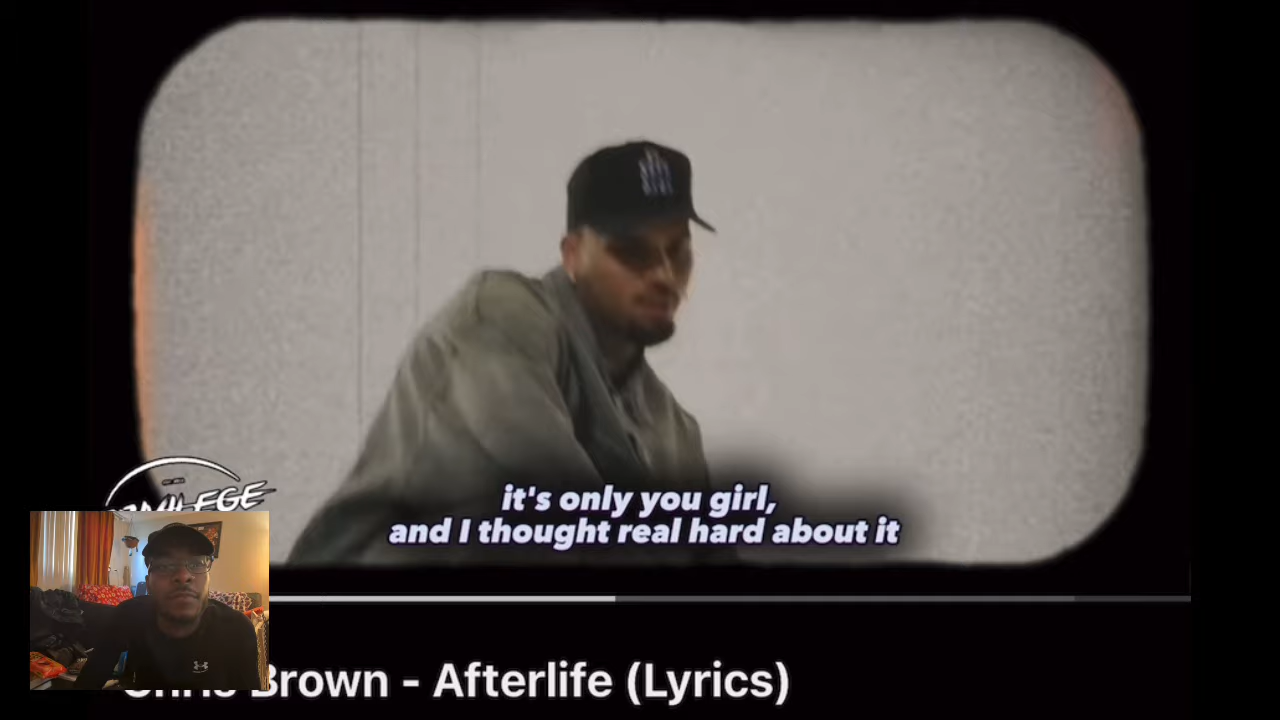 it's only you girl,
and I thought real hard about it
Brown - Afterlife (Lyrics)